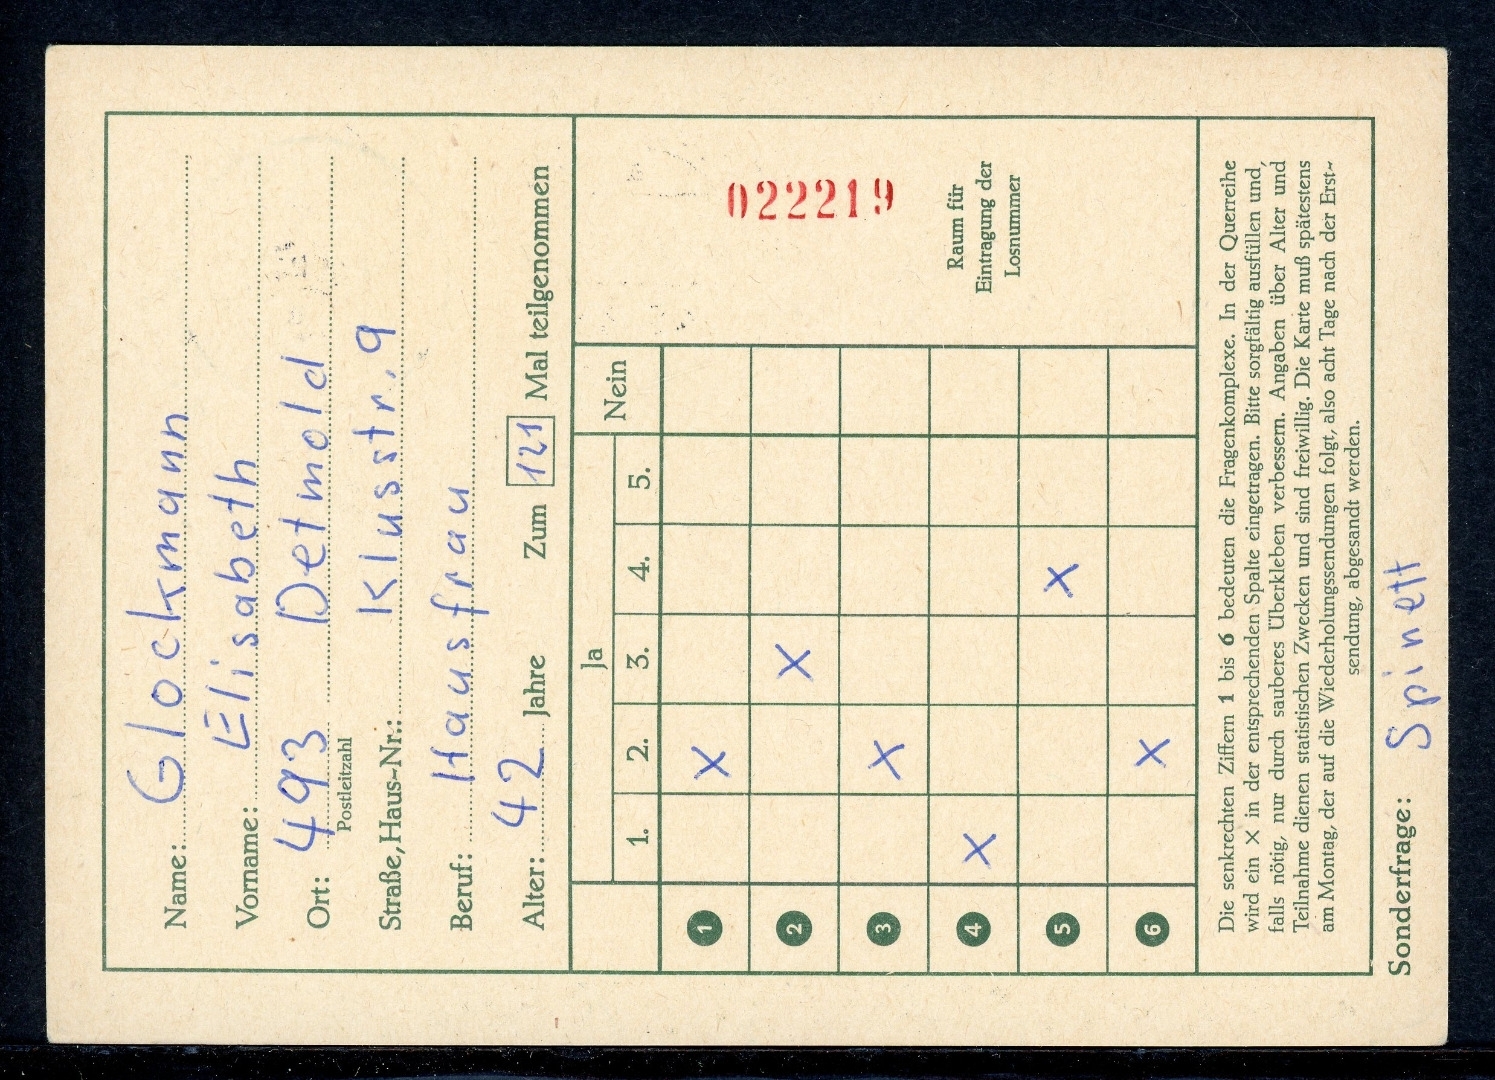 Name: Glockmann
Vorname: Elisabeth
Ort: 493 Detmold
Postleitzahl
Straße, Haus-Nr.: Klusstr. 9
Beruf: Hausfrau
Alter: 42 Jahre Zum 121 Mal teilgenommen
Ja Nein
1. 2. 3. 4. 5.
1 X
2 X
3 X
4 X
5 X
6 X
022219
Raum für
Eintragung der
Losnummer
Die senkrechten Ziffern 1 bis 6 bedeuten die Fragenkomplexe. In der Querreihe
wird ein × in der entsprechenden Spalte eingetragen. Bitte sorgfältig ausfüllen und,
falls nötig, nur durch sauberes Überkleben verbessern. Angaben über Alter und
Teilnahme dienen statistischen Zwecken und sind freiwillig. Die Karte muß spätestens
am Montag, der auf die Wiederholungssendungen folgt, also acht Tage nach der Erst-
sendung, abgesandt werden.
Sonderfrage: Spinett